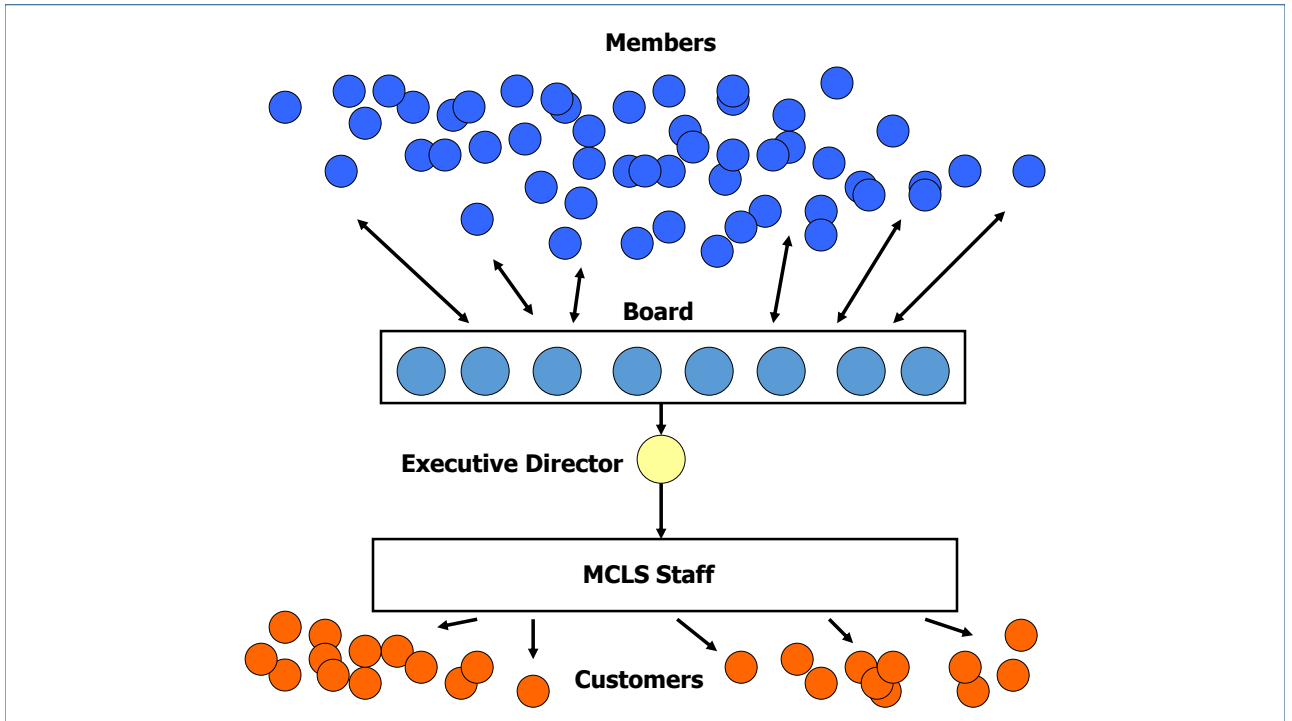 Members
Board
Executive Director
MCLS Staff
Customers